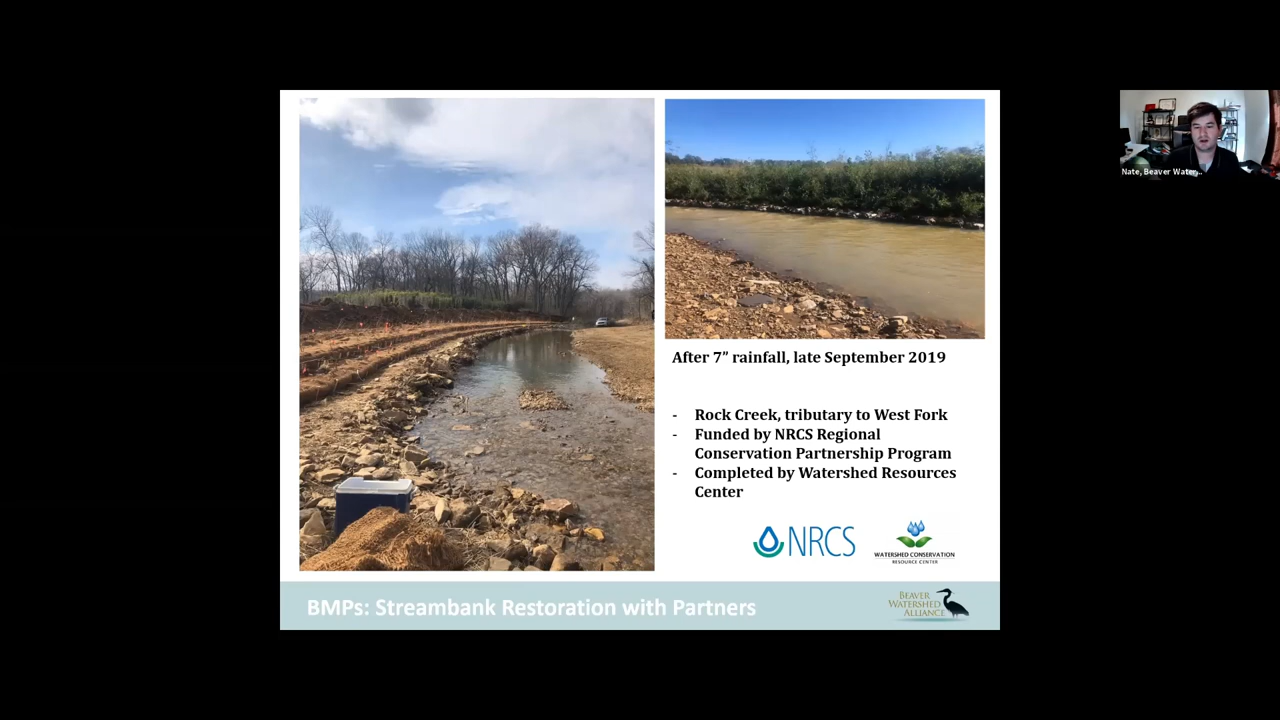 Nate, Beaver Water...
After 7" rainfall, late September 2019
- Rock Creek, tributary to West Fork
- Funded by NRCS Regional
Conservation Partnership Program
- Completed by Watershed Resources
Center
NRCS
WATERSHED CONSERVATION
RESOURCE CENTER
BMPs: Streambank Restoration with Partners
BEAVER
WATERSHED
ALLIANCE